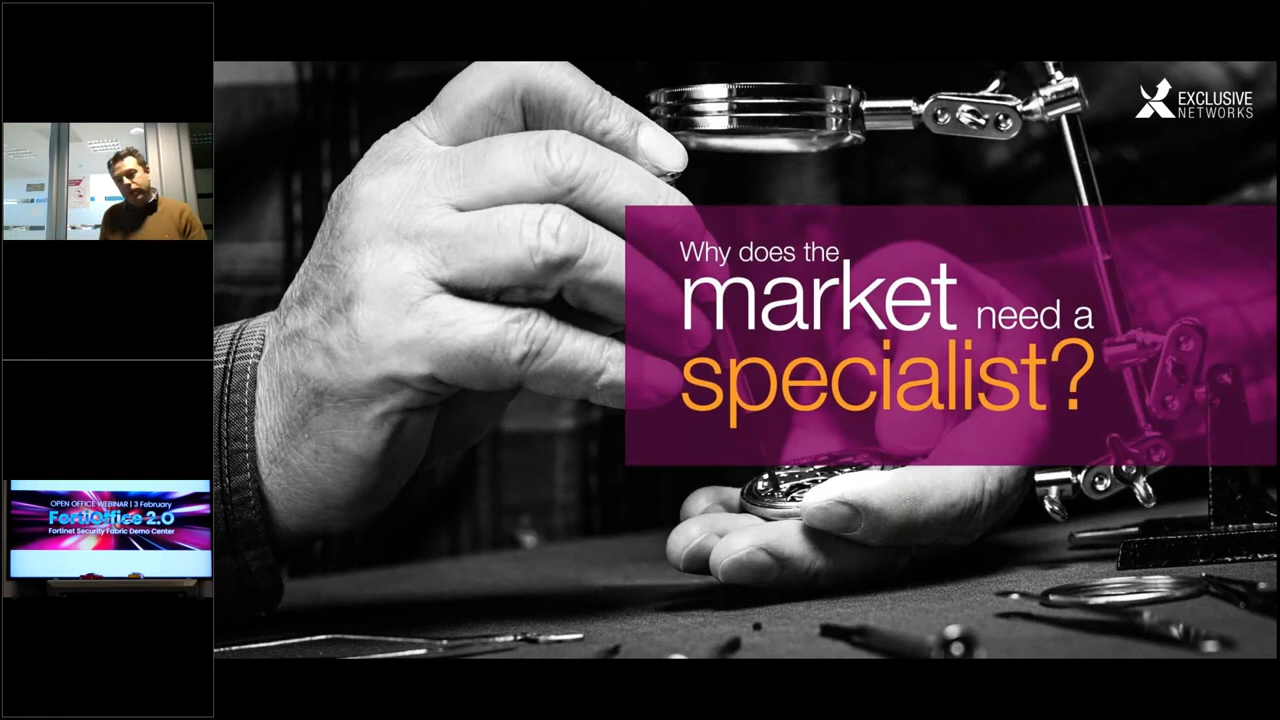 EXCLUSIVE
NETWORKS
Why does the
market need a
specialist?
OPEN OFFICE WEBINAR | 3 February
FortiOffice 2.0
Fortinet Security Fabric Demo Center